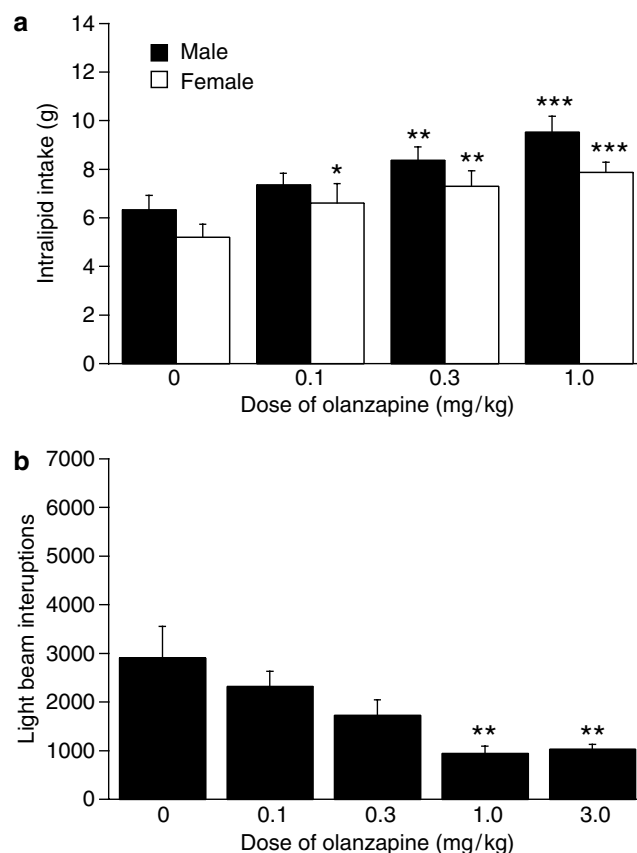 a
14
12
10
8
6
4
2
0
Intralipid intake (g)
Male
Female
*
**
**
***
***
0 0.1 0.3 1.0
Dose of olanzapine (mg/kg)
b
7000
6000
5000
4000
3000
2000
1000
0
Light beam interuptions
** **
0 0.1 0.3 1.0 3.0
Dose of olanzapine (mg/kg)